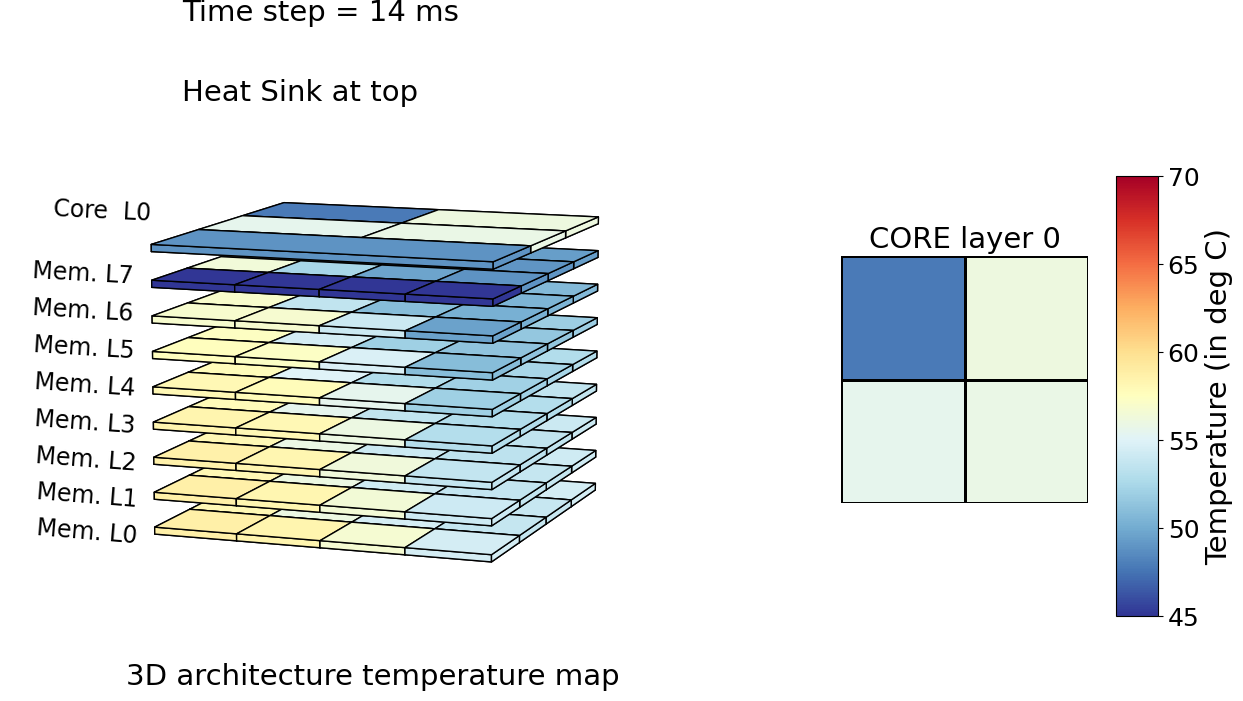 Time step = 14 ms
Heat Sink at top
Core  L0
Mem. L7
Mem. L6
Mem. L5
Mem. L4
Mem. L3
Mem. L2
Mem. L1
Mem. L0
3D architecture temperature map
CORE layer 0
70
65
60
55
50
45
Temperature (in deg C)